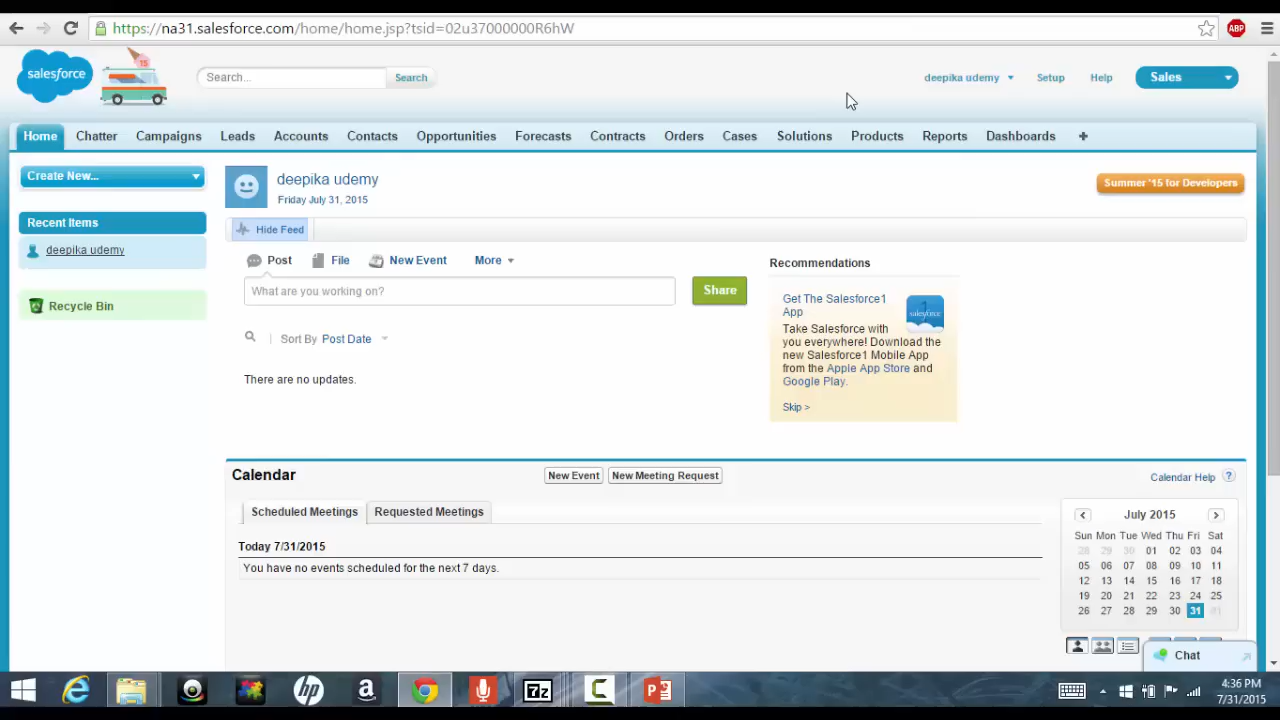 https://na31.salesforce.com/home/home.jsp?tsid=02u37000000R6hW
ABP
salesforce
15
Search...
Search
deepika udemy
Setup
Help
Sales
Home
Chatter
Campaigns
Leads
Accounts
Contacts
Opportunities
Forecasts
Contracts
Orders
Cases
Solutions
Products
Reports
Dashboards
Create New...
Recent Items
deepika udemy
Recycle Bin
deepika udemy
Friday July 31, 2015
Summer '15 for Developers
Hide Feed
Post
File
New Event
More
What are you working on?
Share
Sort By Post Date
There are no updates.
Recommendations
Get The Salesforce1
App
salesforce
Take Salesforce with
you everywhere! Download the
new Salesforce1 Mobile App
from the Apple App Store and
Google Play.
Skip >
Calendar
New Event
New Meeting Request
Calendar Help ?
Scheduled Meetings
Requested Meetings
Today 7/31/2015
You have no events scheduled for the next 7 days.
July 2015
Sun Mon Tue Wed Thu Fri Sat
28 29 30 01 02 03 04
05 06 07 08 09 10 11
12 13 14 15 16 17 18
19 20 21 22 23 24 25
26 27 28 29 30 31 01
Chat
hp
a
7z
C
P
4:36 PM
7/31/2015